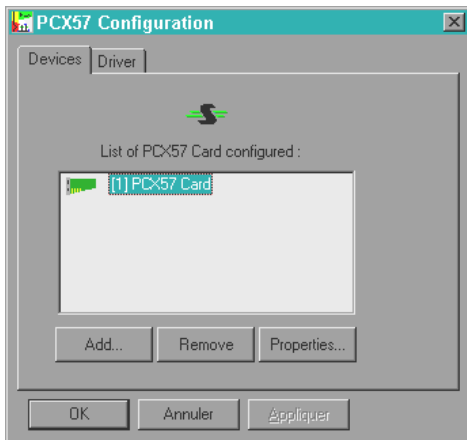 PCX57 Configuration
Devices Driver
List of PCX57 Card configured :
[1] PCX57 Card
Add... Remove Properties...
OK Annuler Appliquer